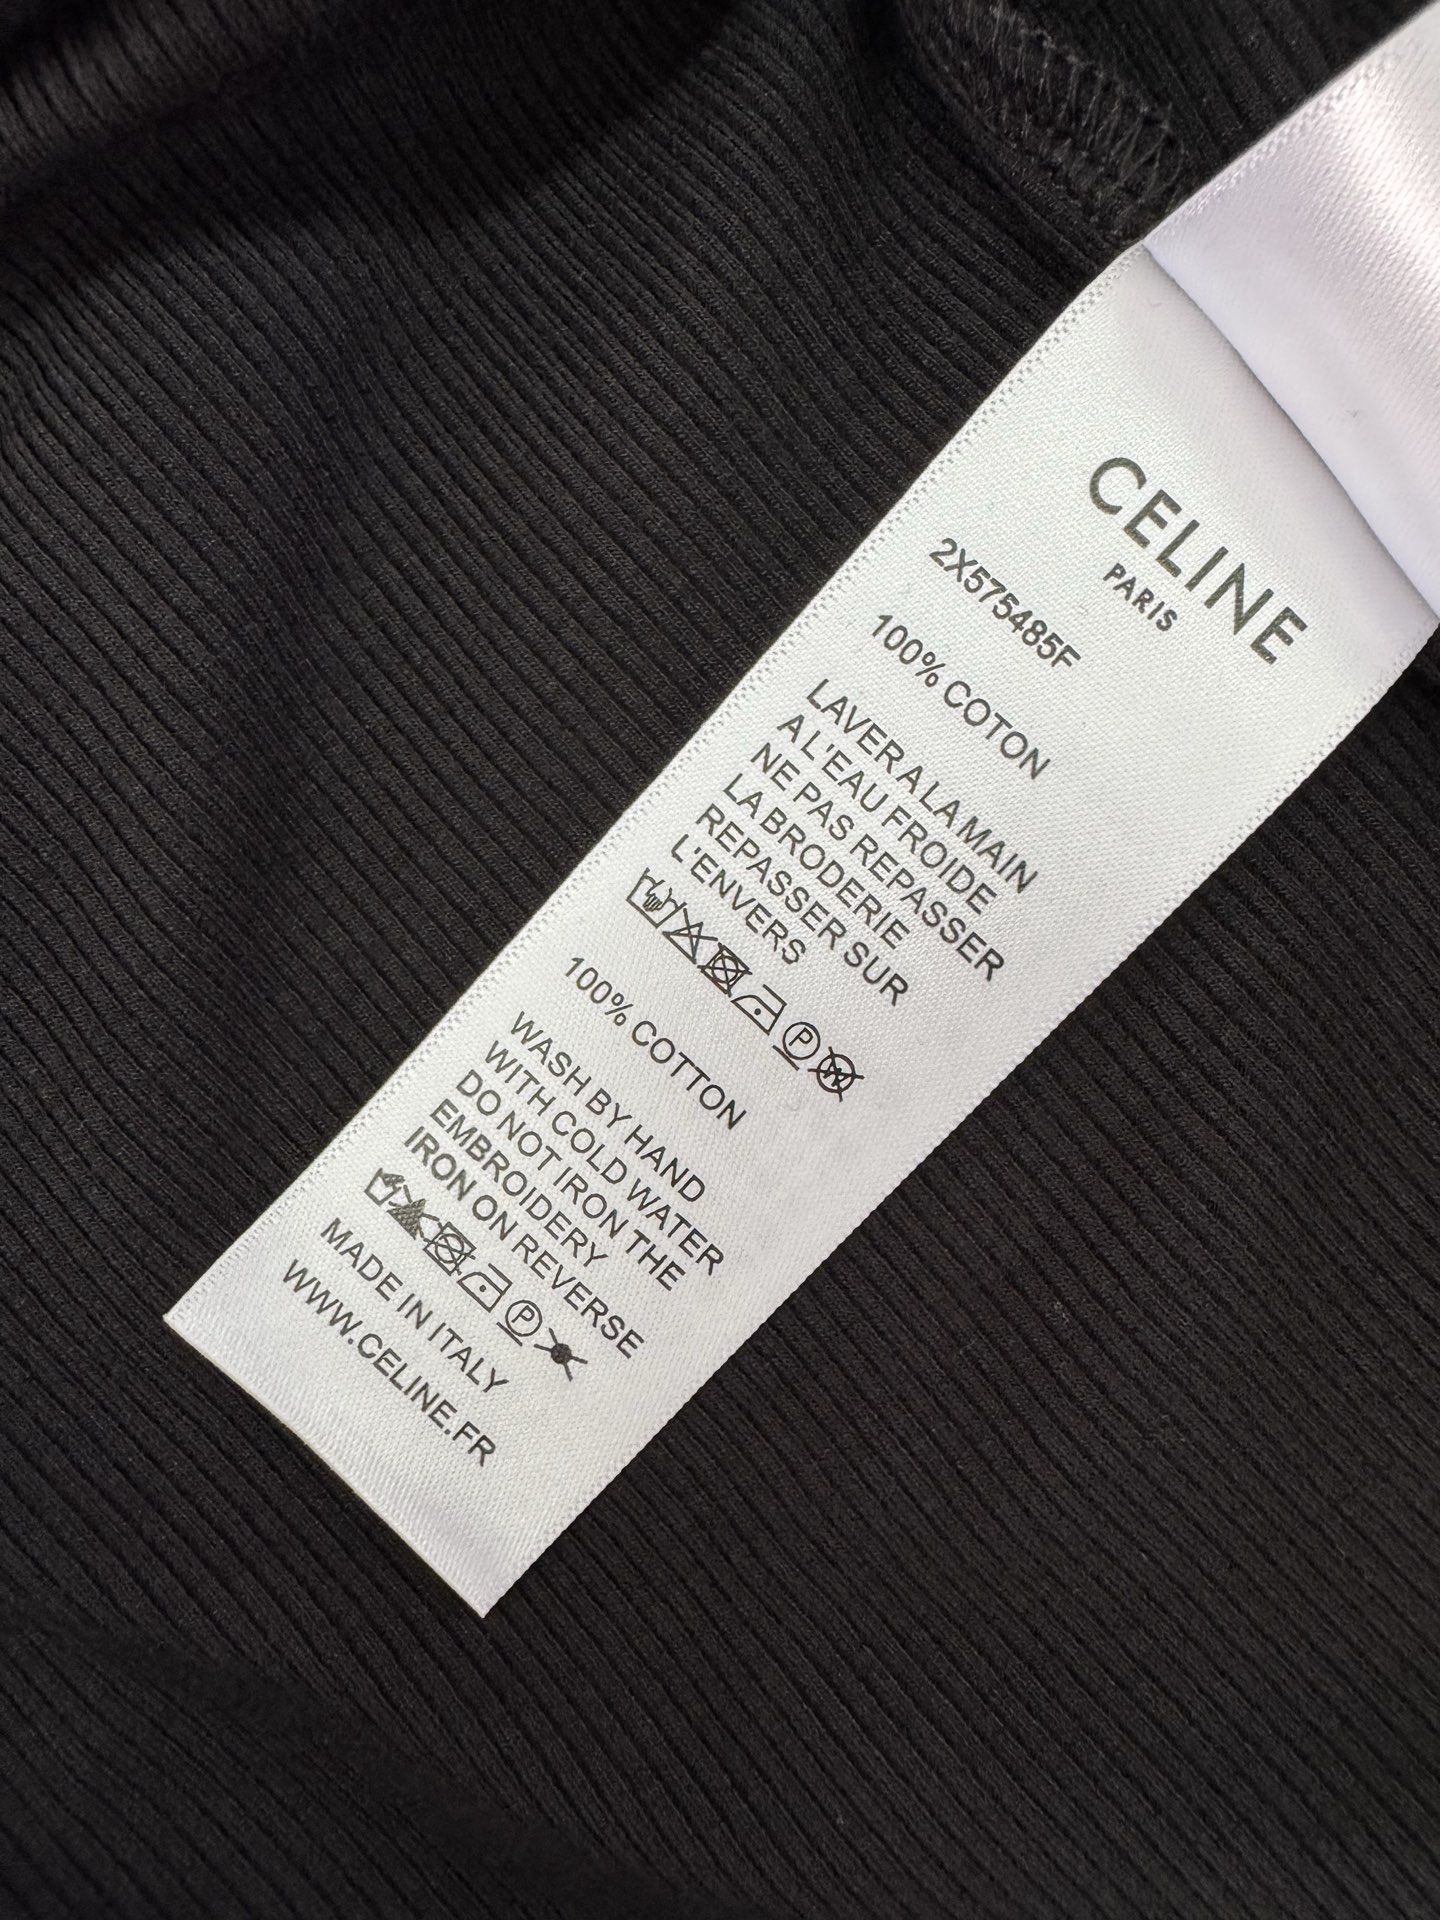 CELINE
PARIS
2X575485F
100% COTON
LAVER A LA MAIN
A L'EAU FROIDE
NE PAS REPASSER
LA BRODERIE
REPASSER SUR
L'ENVERS
P
100% COTTON
WASH BY HAND
WITH COLD WATER
DO NOT IRON THE
EMBROIDERY
IRON ON REVERSE
P
MADE IN ITALY
WWW.CELINE.FR